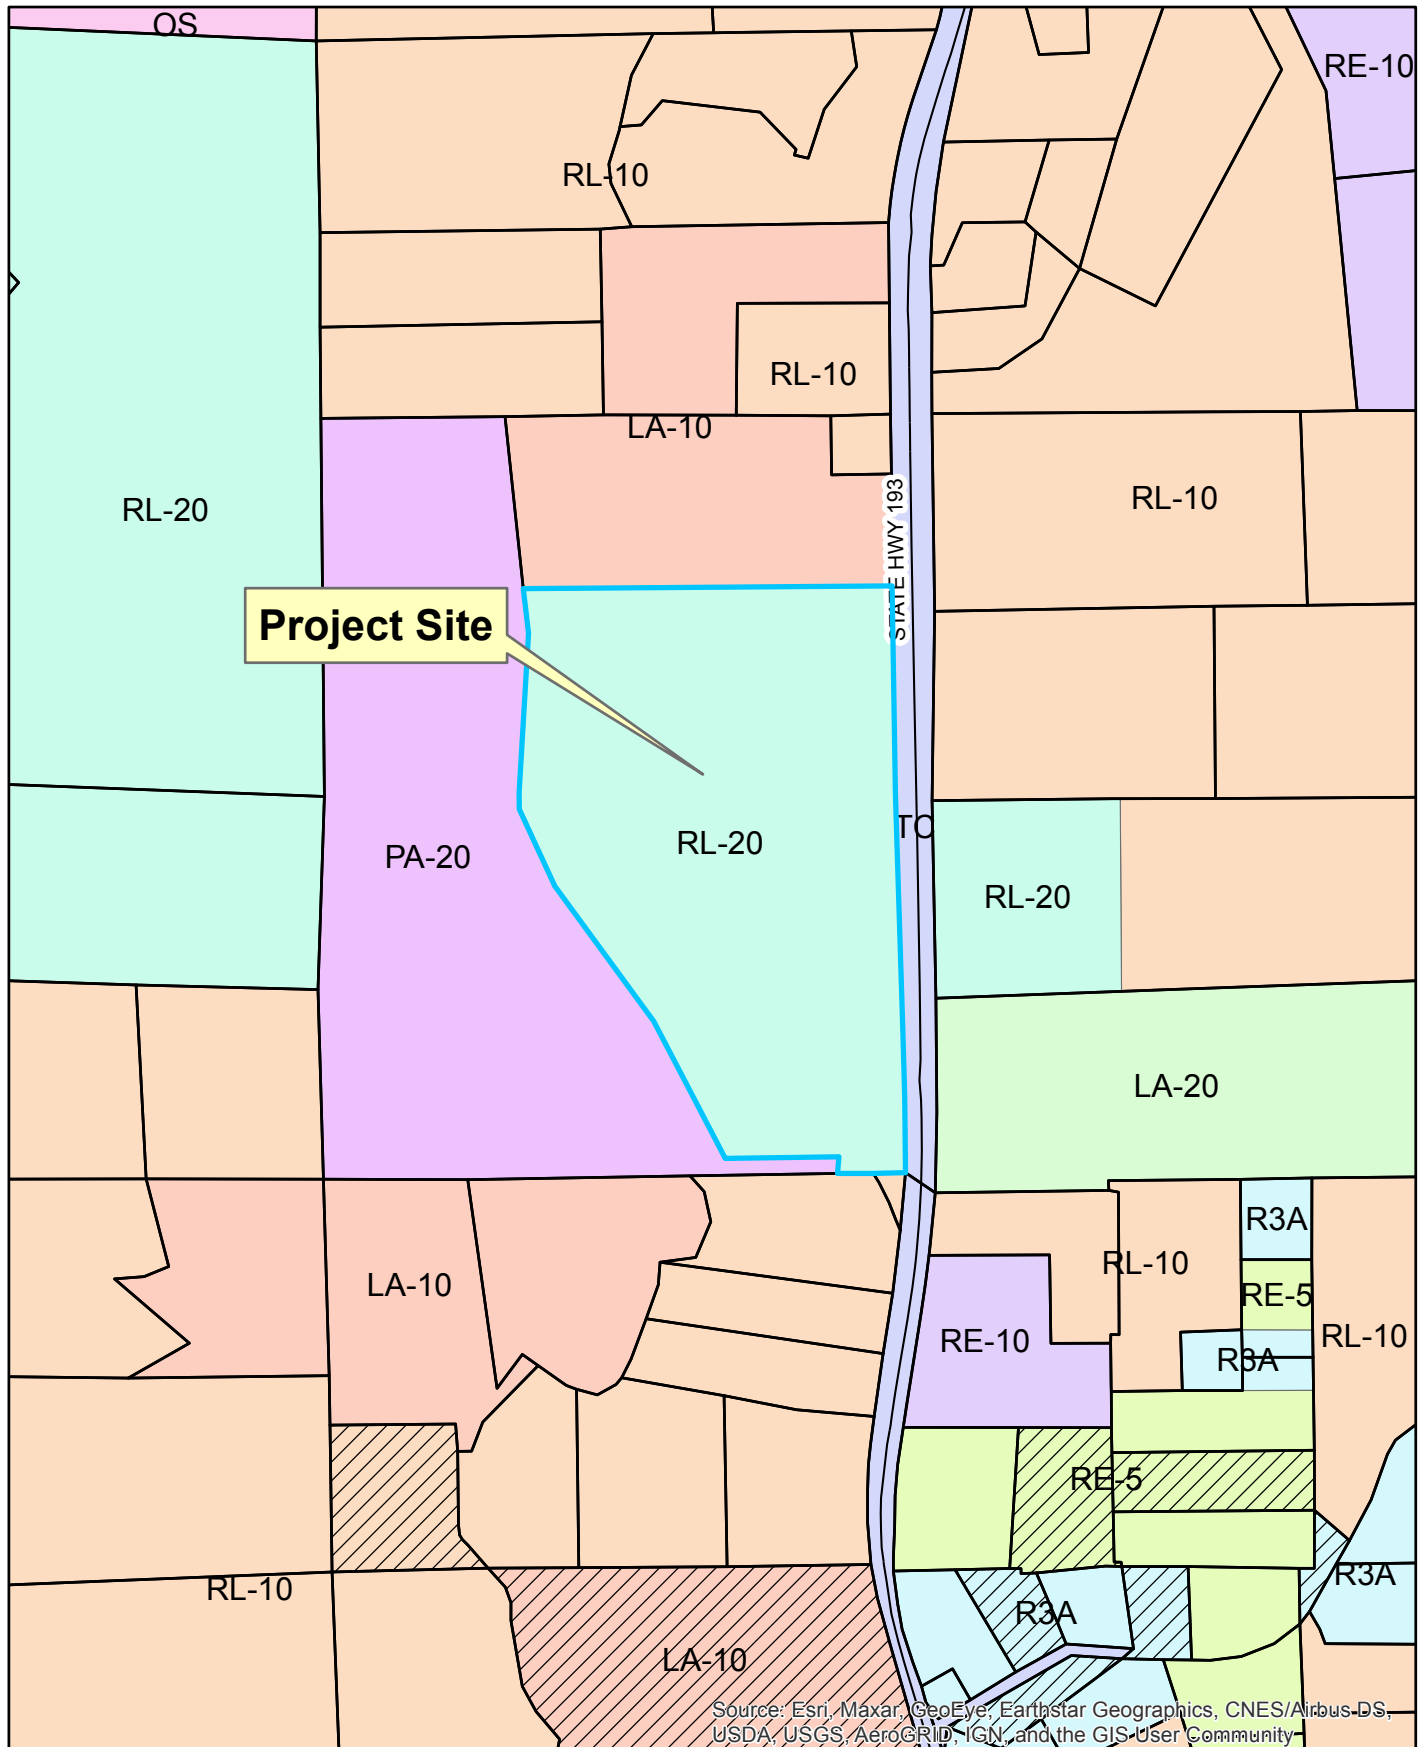 OS
RE-10
RL-10
RL-10
LA-10
RL-10
RL-20
STATE HWY 193
Project Site
TC
RL-20
PA-20
RL-20
LA-20
R3A
RL-10
LA-10
RE-5
RL-10
RE-10
R3A
RE-5
R3A
RL-10
R3A
LA-10
Source: Esri, Maxar, GeoEye, Earthstar Geographics, CNES/Airbus DS,
USDA, USGS, AeroGRID, IGN, and the GIS User Community